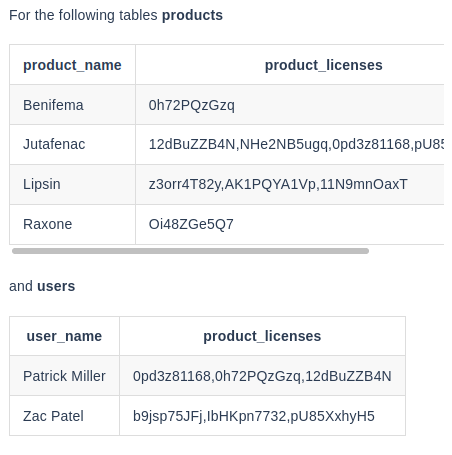 For the following tables products
product_name product_licenses
Benifema 0h72PQzGzq
Jutafenac 12dBuZZB4N,NHe2NB5ugq,0pd3z81168,pU85
Lipsin z3orr4T82y,AK1PQYA1Vp,11N9mnOaxT
Raxone Oi48ZGe5Q7
and users
user_name product_licenses
Patrick Miller 0pd3z81168,0h72PQzGzq,12dBuZZB4N
Zac Patel b9jsp75JFj,IbHKpn7732,pU85XxhyH5